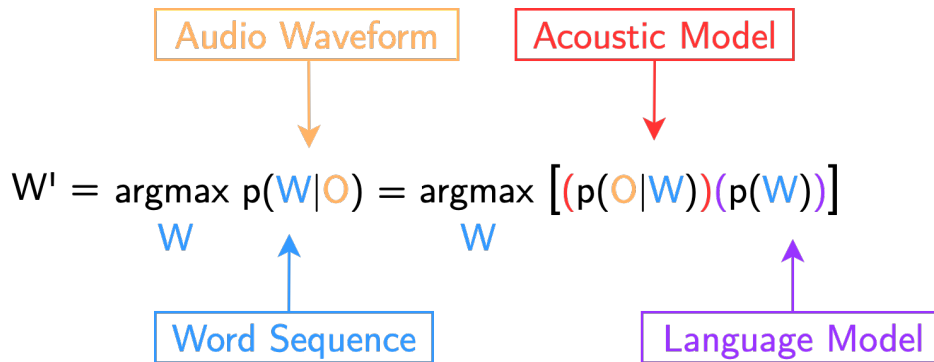 Audio Waveform
Acoustic Model
W' = argmax p(W|O) = argmax [(p(O|W))(p(W))]
W
W
Word Sequence
Language Model